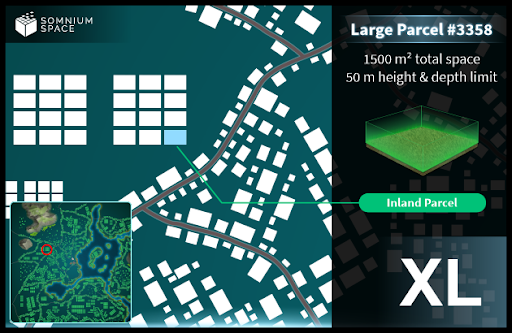 SOMNIUM
SPACE
Large Parcel #3358
1500 m² total space
50 m height & depth limit
Inland Parcel
XL